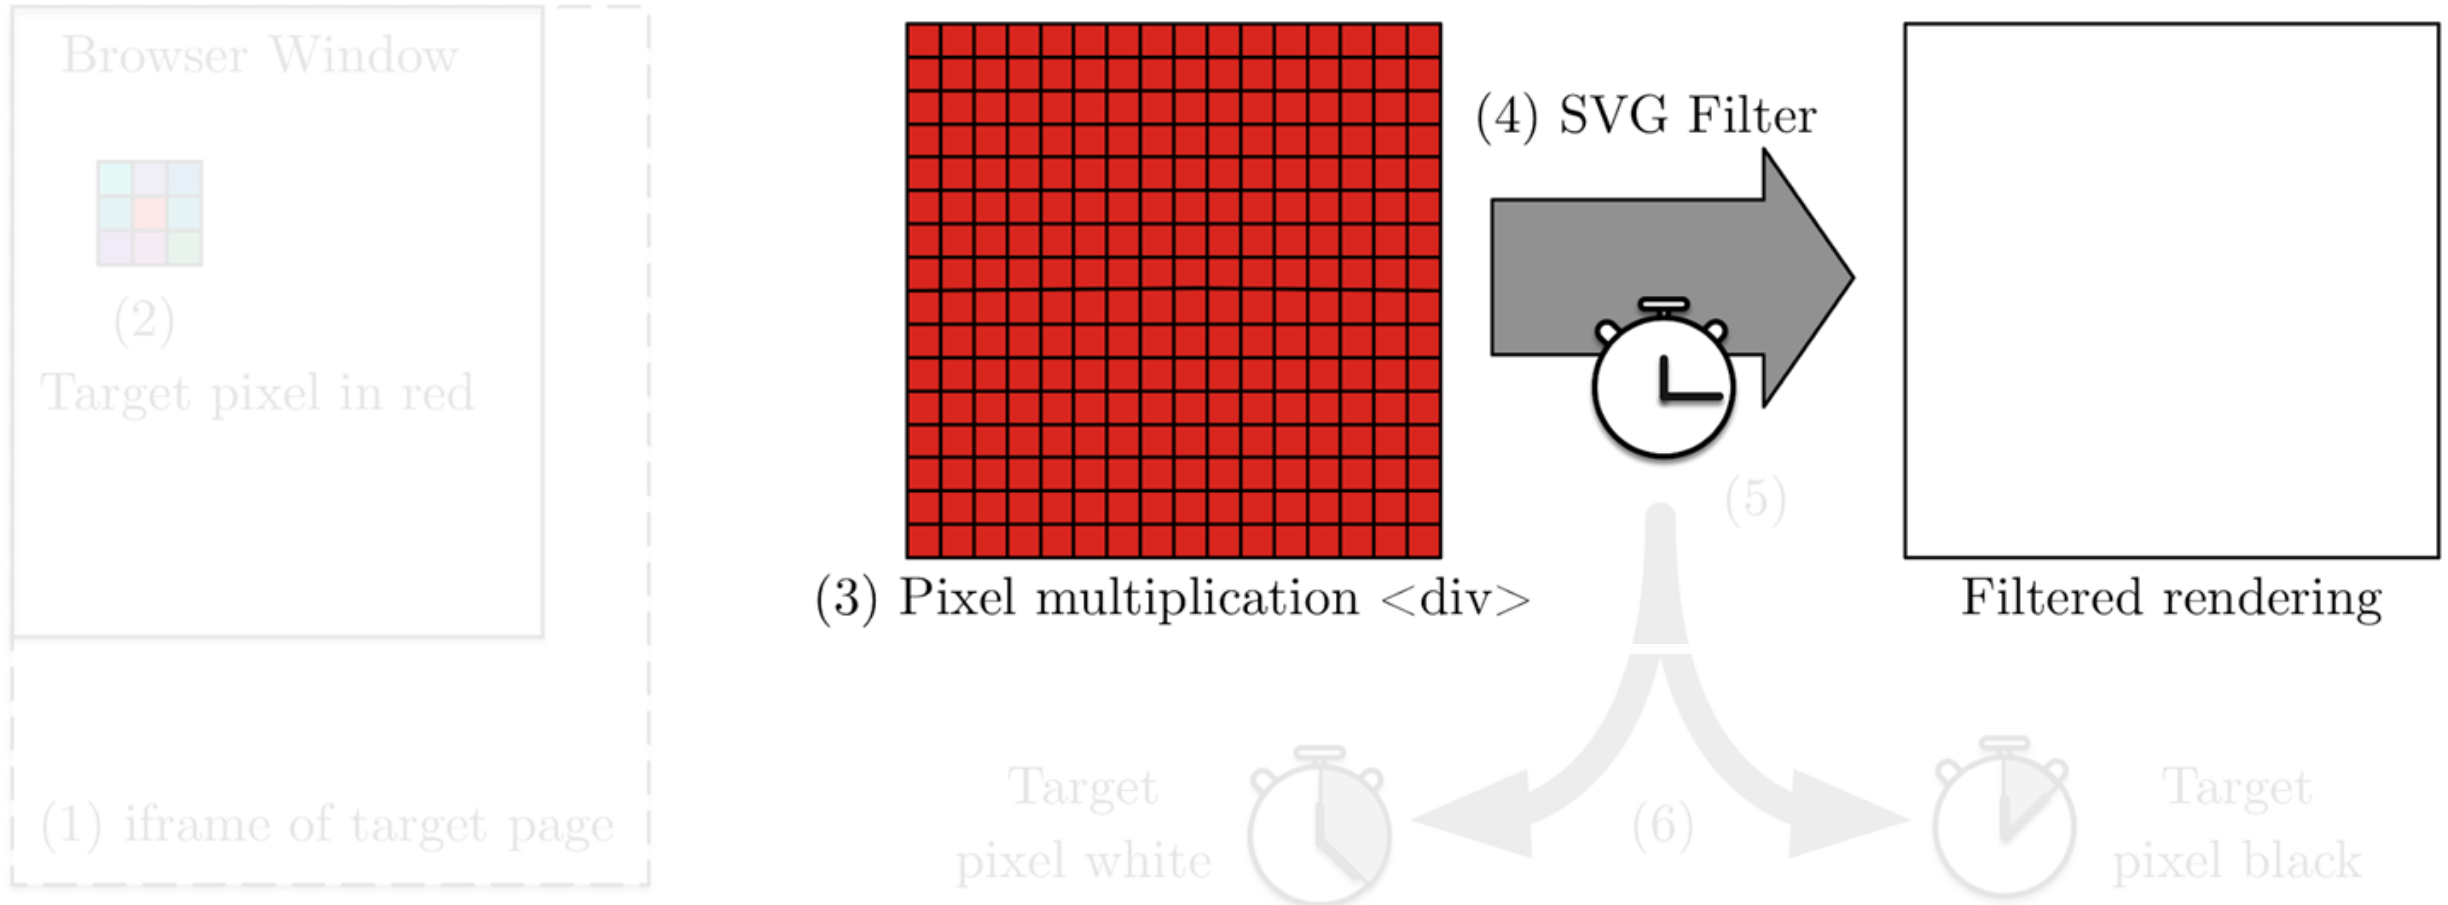 Browser Window
(2)
Target pixel in red
(1) iframe of target page
(3) Pixel multiplication <div>
(4) SVG Filter
(5)
Filtered rendering
Target
pixel white
(6)
Target
pixel black